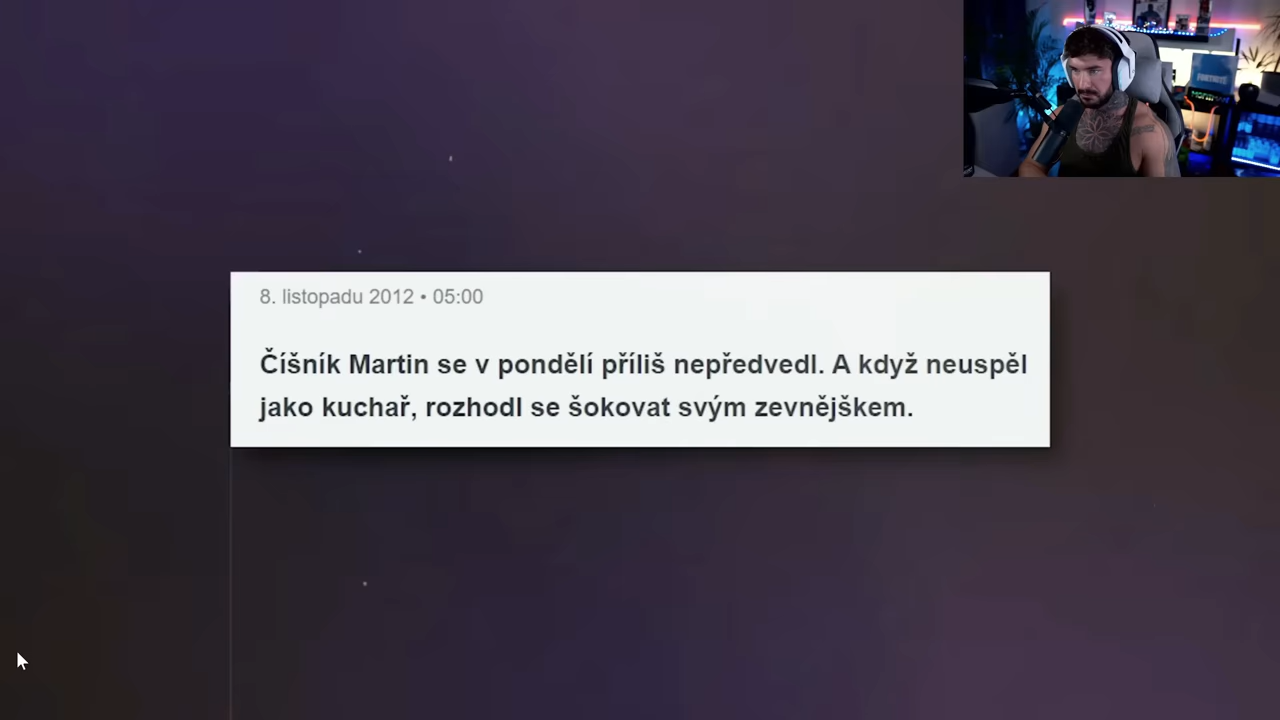 8. listopadu 2012 • 05:00
Číšník Martin se v pondělí příliš nepředvedl. A když neuspěl
jako kuchař, rozhodl se šokovat svým zevnějškem.